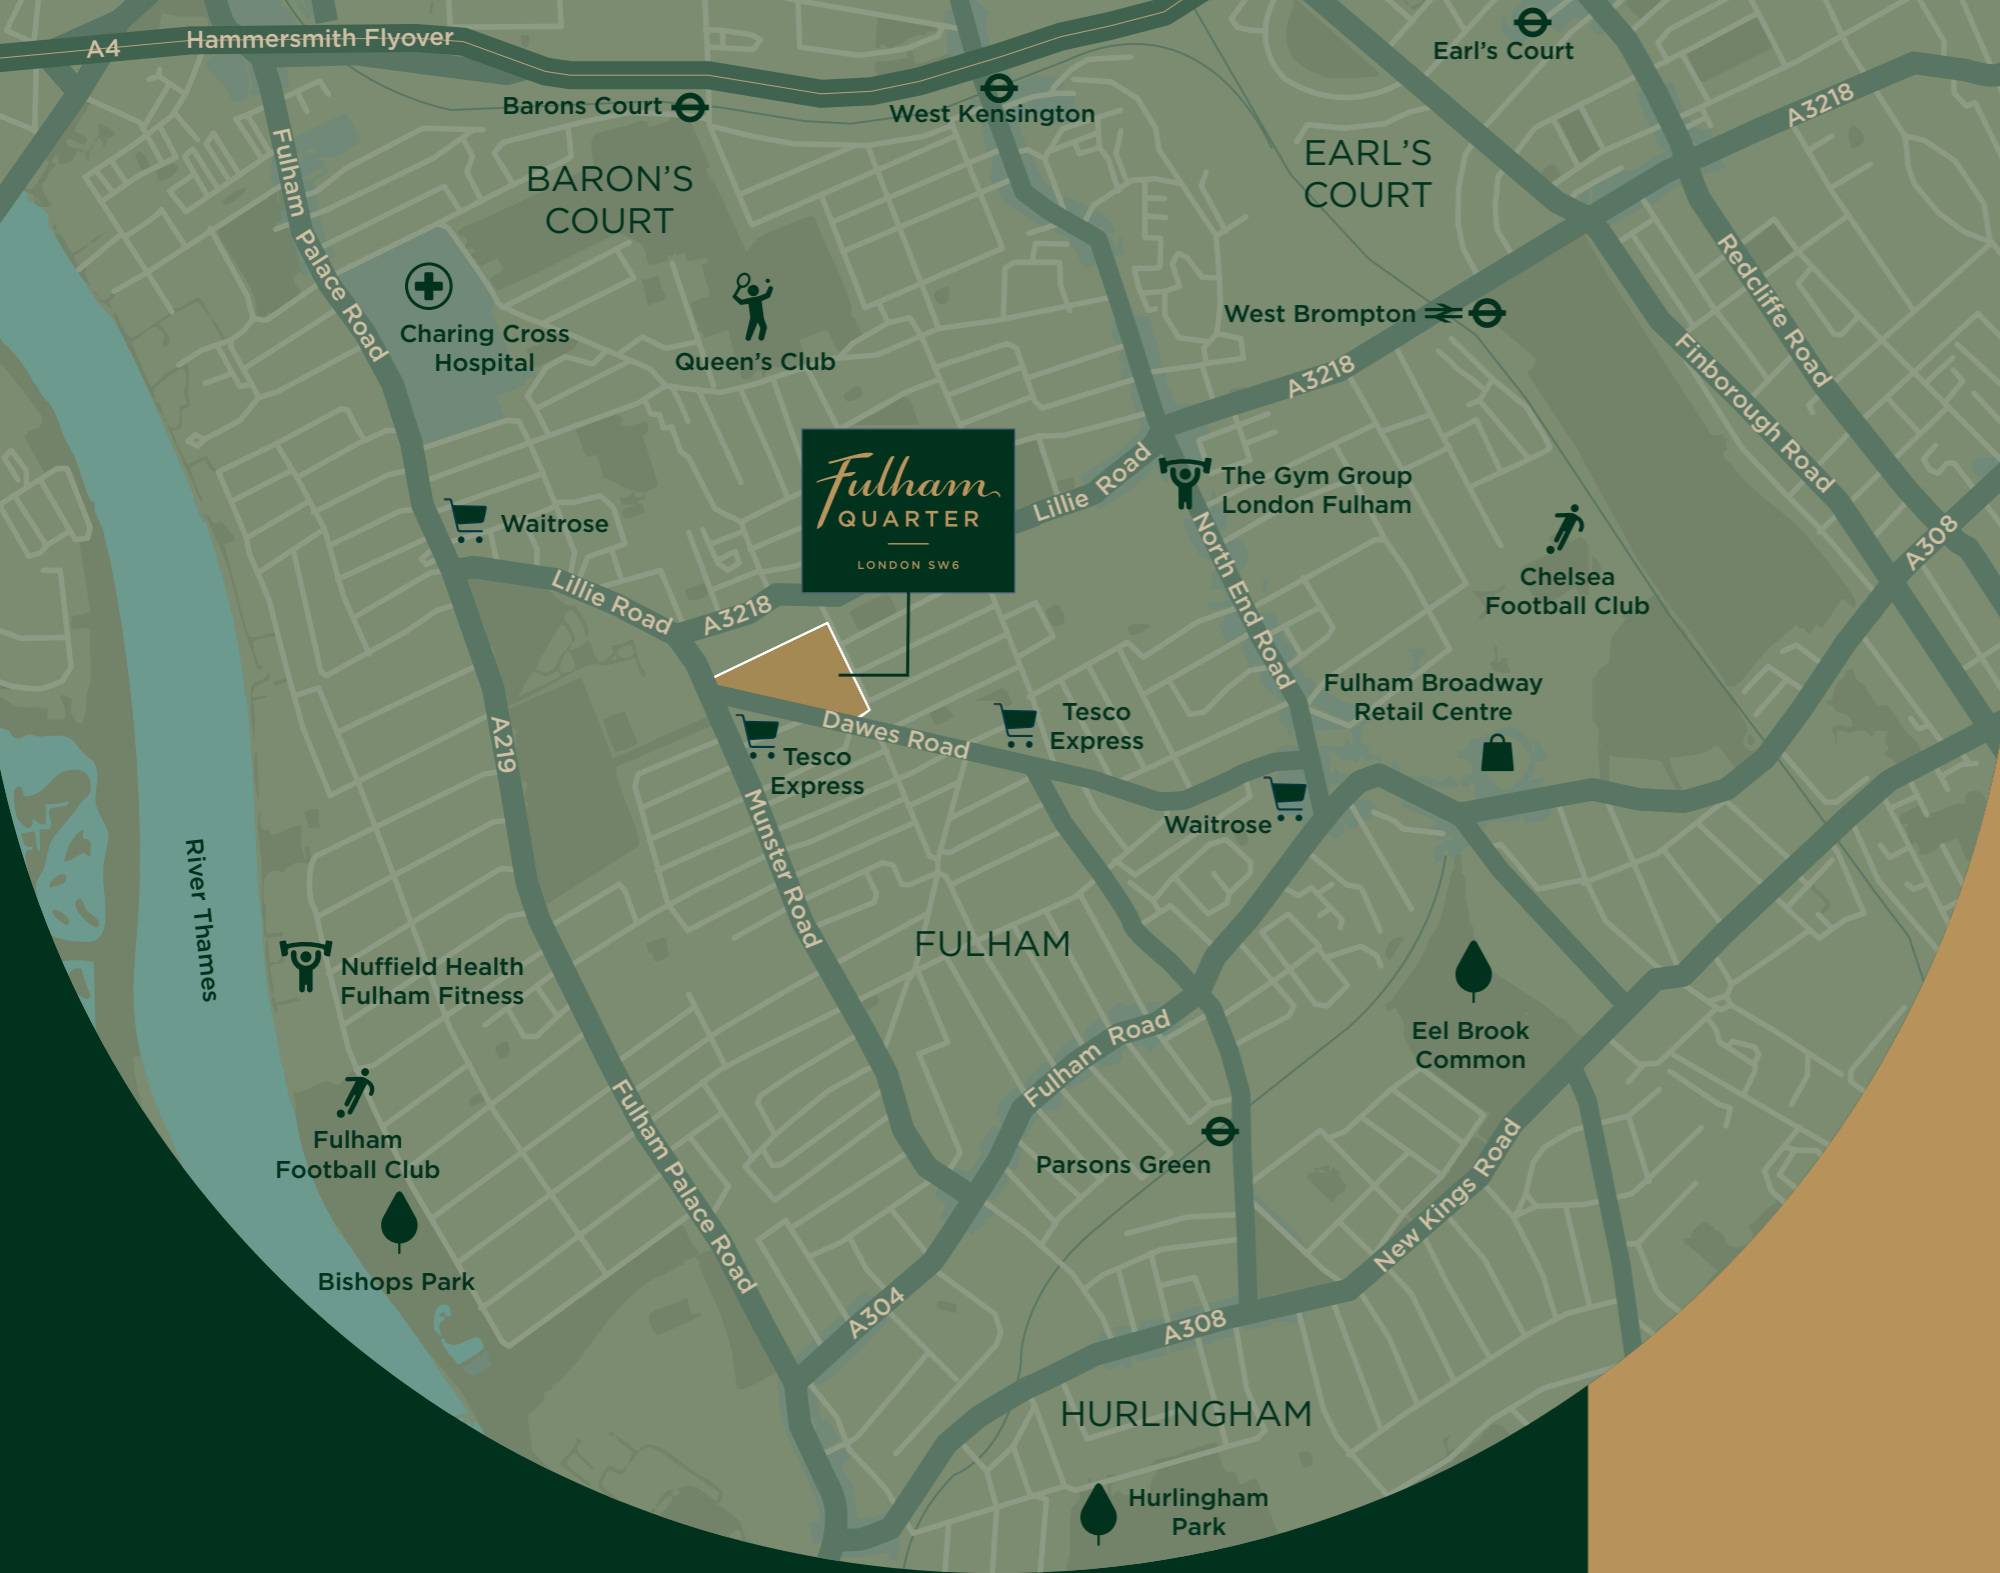 A4
Hammersmith Flyover
Earl's Court
Barons Court
West Kensington
A3218
Fulham Palace Road
BARON'S
COURT
EARL'S
COURT
Redcliffe Road
Charing Cross
Hospital
Queen's Club
West Brompton
A3218
Finborough Road
Fulham
QUARTER
LONDON SW6
Lillie Road
The Gym Group
London Fulham
Waitrose
North End Road
Chelsea
Football Club
A308
Lillie Road
A3218
A219
Dawes Road
Tesco
Express
Tesco
Express
Fulham Broadway
Retail Centre
Waitrose
Munster Road
River Thames
FULHAM
Nuffield Health
Fulham Fitness
Fulham Road
Eel Brook
Common
Fulham
Football Club
Fulham Palace Road
Parsons Green
New Kings Road
Bishops Park
A304
A308
HURLINGHAM
Hurlingham
Park